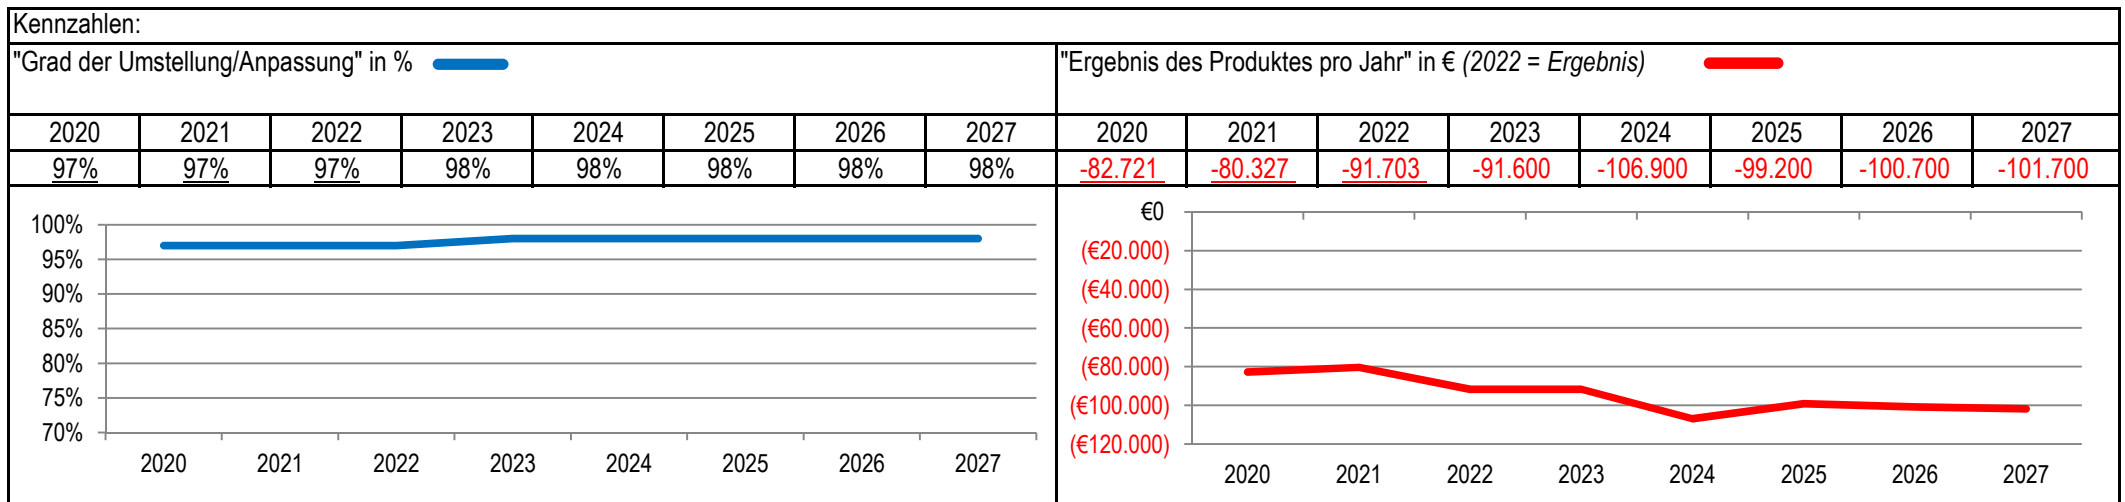 Kennzahlen:
"Grad der Umstellung/Anpassung" in %
"Ergebnis des Produktes pro Jahr" in € (2022 = Ergebnis)
2020 2021 2022 2023 2024 2025 2026 2027 2020 2021 2022 2023 2024 2025 2026 2027
97% 97% 97% 98% 98% 98% 98% 98% -82.721 -80.327 -91.703 -91.600 -106.900 -99.200 -100.700 -101.700
100%
95%
90%
85%
80%
75%
70%
2020 2021 2022 2023 2024 2025 2026 2027
€0
(€20.000)
(€40.000)
(€60.000)
(€80.000)
(€100.000)
(€120.000)
2020 2021 2022 2023 2024 2025 2026 2027